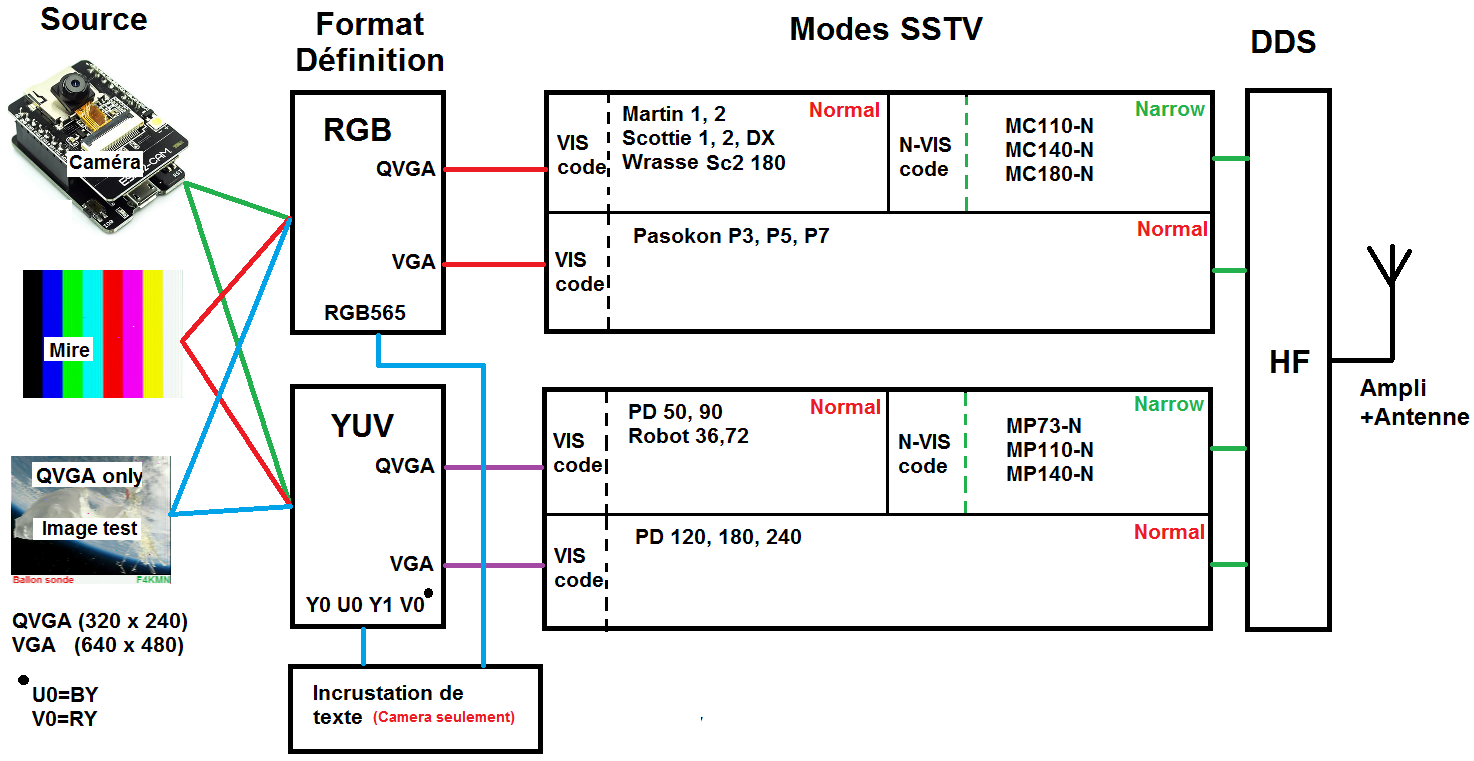 Source
Format
Définition
Modes SSTV
DDS
Caméra
Mire
QVGA only
Image test
Ballon sonde
F4KMN
QVGA (320 x 240)
VGA (640 x 480)
U0=BY
V0=RY
RGB
QVGA
VGA
RGB565
YUV
QVGA
VGA
Y0 U0 Y1 V0
Incrustation de
texte (Camera seulement)
VIS
code
Martin 1, 2
Scottie 1, 2, DX
Wrasse Sc2 180
Normal
N-VIS
code
MC110-N
MC140-N
MC180-N
Narrow
VIS
code
Pasokon P3, P5, P7
Normal
VIS
code
PD 50, 90
Robot 36,72
Normal
N-VIS
code
MP73-N
MP110-N
MP140-N
Narrow
VIS
code
PD 120, 180, 240
Normal
HF
Ampli
+Antenne